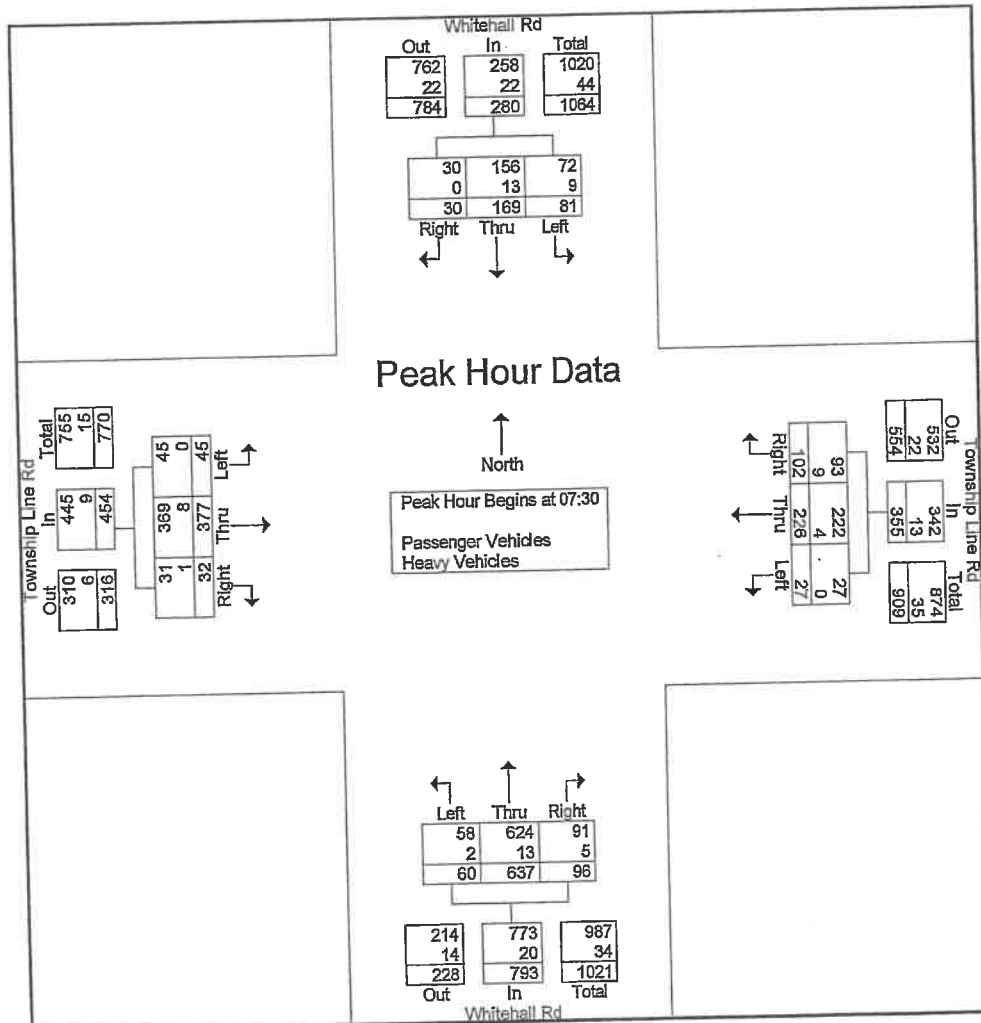 Whitehall Rd
Out In Total
762 258 1020
22 22 44
784 280 1064
30 156 72
0 13 9
30 169 81
Right Thru Left
Peak Hour Data
North
Peak Hour Begins at 07:30
Passenger Vehicles
Heavy Vehicles
Township Line Rd
Total In Out
755 445 310
15 9 6
770 454 316
Left Thru Right
45 369 31
0 8 1
45 377 32
Township Line Rd
Out In Total
532 342 874
22 13 35
554 355 909
93 222 27
9 4 0
102 226 27
Right Thru Left
Left Thru Right
58 624 91
2 13 5
60 637 96
214 773 987
14 20 34
228 793 1021
Out In Total
Whitehall Rd